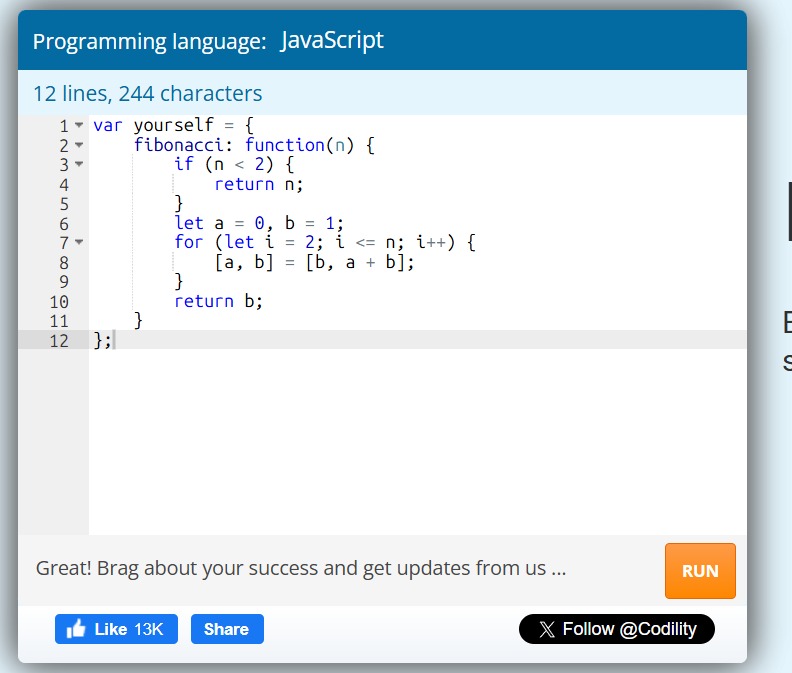 Programming language: JavaScript
12 lines, 244 characters
1 var yourself = {
2     fibonacci: function(n) {
3         if (n < 2) {
4             return n;
5         }
6         let a = 0, b = 1;
7         for (let i = 2; i <= n; i++) {
8             [a, b] = [b, a + b];
9         }
10         return b;
11     }
12 };
Great! Brag about your success and get updates from us ...
RUN
Like 13K
Share
X Follow @Codility